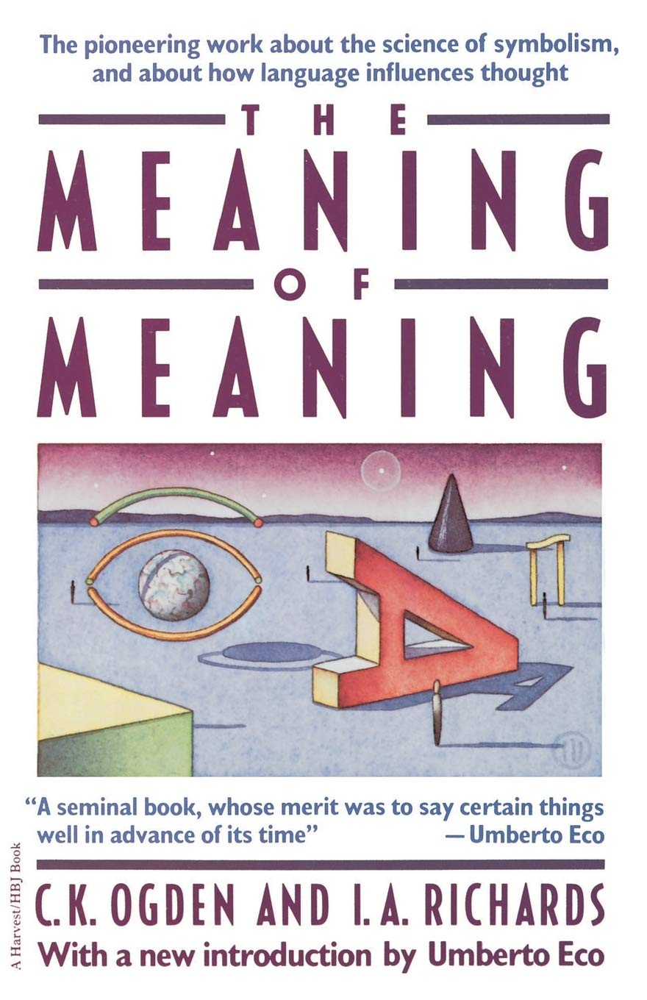 The pioneering work about the science of symbolism,
and about how language influences thought
THE
MEANING
OF
MEANING
“A seminal book, whose merit was to say certain things
well in advance of its time”
— Umberto Eco
A Harvest/HBJ Book
C.K. OGDEN AND I.A. RICHARDS
With a new introduction by Umberto Eco